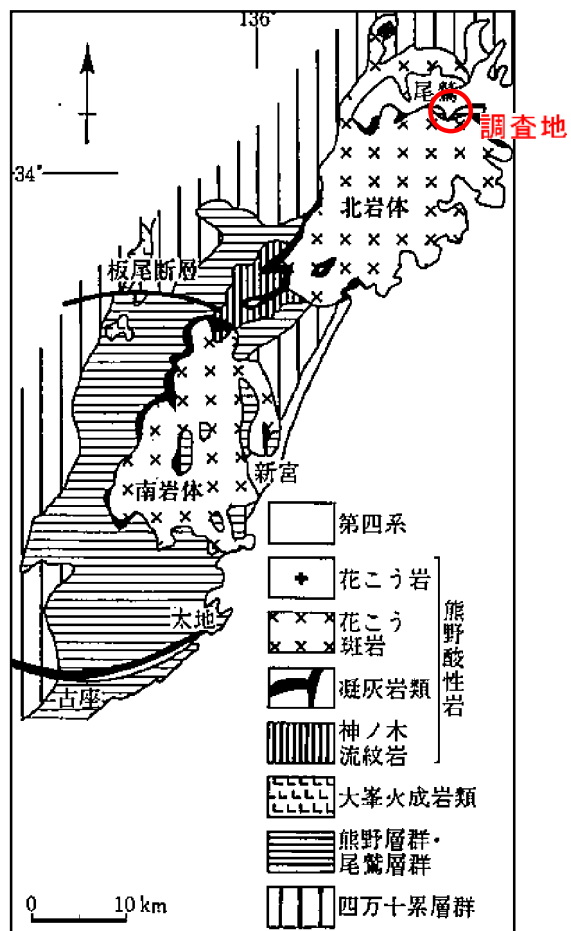 136°
尾鷲
調査地
34°
北岩体
板尾断層
新宮
南岩体
太地
古座
第四系
花こう岩
花こう
斑岩
凝灰岩類
神ノ木
流紋岩
熊野酸性岩
大峯火成岩類
熊野層群・
尾鷲層群
四万十累層群
0 10 km